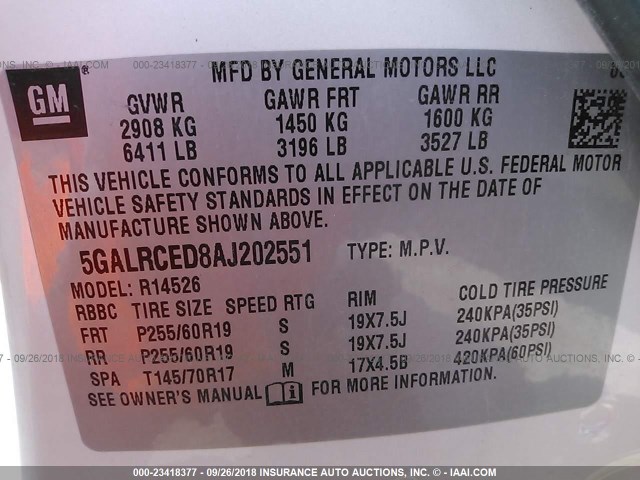 GM®
MFD BY GENERAL MOTORS LLC
GVWR GAWR FRT GAWR RR
2908 KG 1450 KG 1600 KG
6411 LB 3196 LB 3527 LB
THIS VEHICLE CONFORMS TO ALL APPLICABLE U.S. FEDERAL MOTOR
VEHICLE SAFETY STANDARDS IN EFFECT ON THE DATE OF
MANUFACTURE SHOWN ABOVE.
5GALRCED8AJ202551 TYPE: M.P.V.
MODEL: R14526
RBBC TIRE SIZE SPEED RTG RIM COLD TIRE PRESSURE
FRT P255/60R19 S 19X7.5J 240KPA(35PSI)
RR P255/60R19 S 19X7.5J 240KPA(35PSI)
SPA T145/70R17 M 17X4.5B 420KPA(60PSI)
SEE OWNER'S MANUAL FOR MORE INFORMATION.
000-23418377 - 09/26/2018 INSURANCE AUTO AUCTIONS, INC. - © IAAI.COM